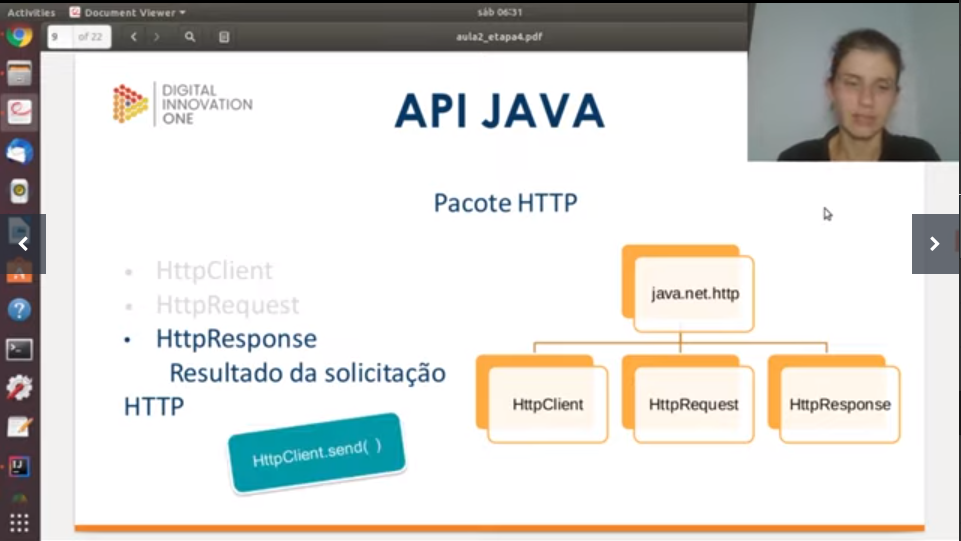 Activities
Document Viewer
sáb 06:31
9 of 22
aula2_etapa4.pdf
DIGITAL
INNOVATION
ONE
API JAVA
Pacote HTTP
• HttpClient
• HttpRequest
• HttpResponse
Resultado da solicitação
HTTP
HttpClient.send( )
java.net.http
HttpClient
HttpRequest
HttpResponse